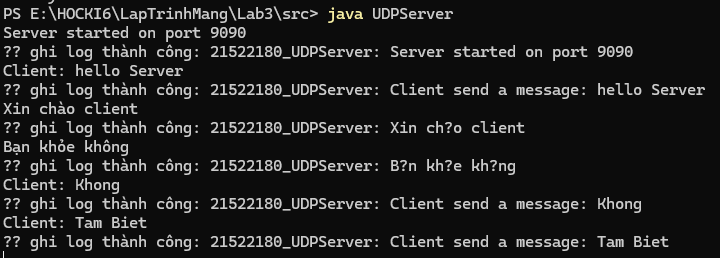 PS E:\HOCKI6\LapTrinhMang\Lab3\src> java UDPServer
Server started on port 9090
?? ghi log thành công: 21522180_UDPServer: Server started on port 9090
Client: hello Server
?? ghi log thành công: 21522180_UDPServer: Client send a message: hello Server
Xin chào client
?? ghi log thành công: 21522180_UDPServer: Xin ch?o client
Bạn khỏe không
?? ghi log thành công: 21522180_UDPServer: B?n kh?e kh?ng
Client: Khong
?? ghi log thành công: 21522180_UDPServer: Client send a message: Khong
Client: Tam Biet
?? ghi log thành công: 21522180_UDPServer: Client send a message: Tam Biet